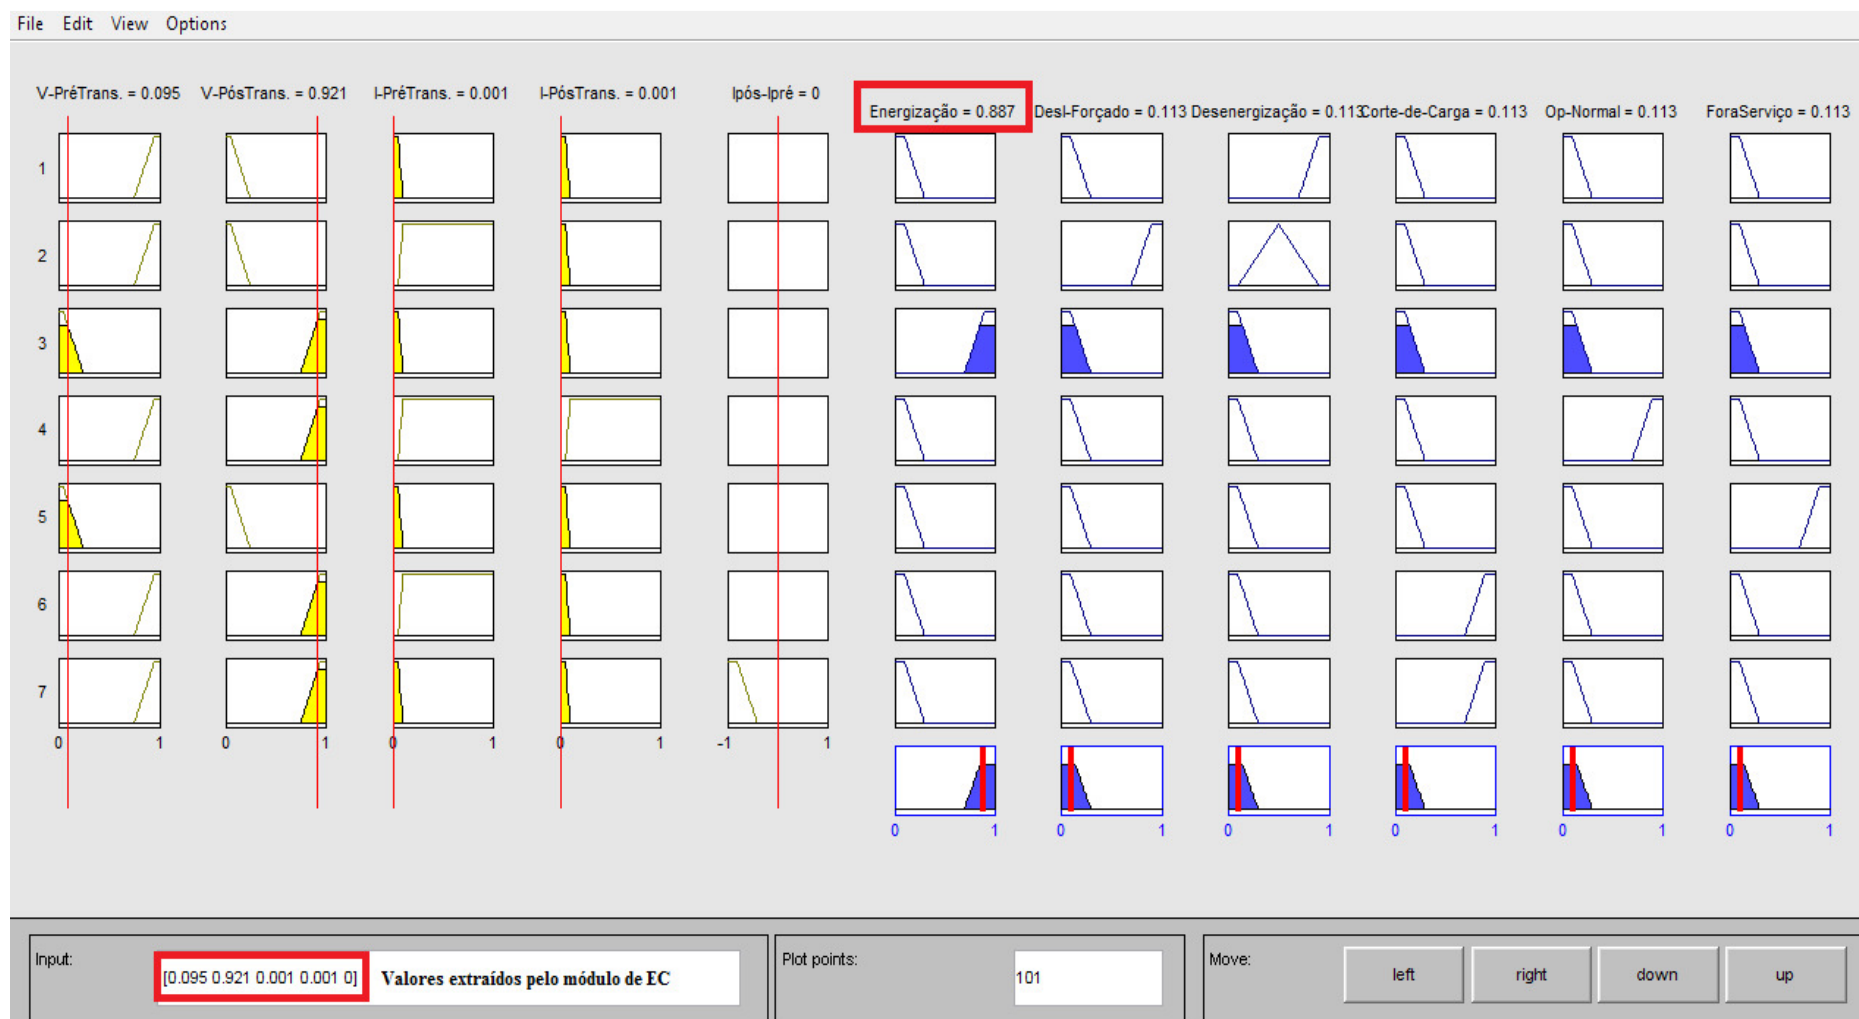 File Edit View Options
V-PréTrans. = 0.095 V-PósTrans. = 0.921 I-PréTrans. = 0.001 I-PósTrans. = 0.001 Ipós-Ipré = 0 Energização = 0.887 Desl-Forçado = 0.113 Desenergização = 0.113 Corte-de-Carga = 0.113 Op-Normal = 0.113 ForaServiço = 0.113
1
2
3
4
5
6
7
0 1 0 1 0 1 0 1 -1 1
0 1 0 1 0 1 0 1 0 1 0 1
Input: [0.095 0.921 0.001 0.001 0] Valores extraídos pelo módulo de EC
Plot points: 101
Move: left right down up